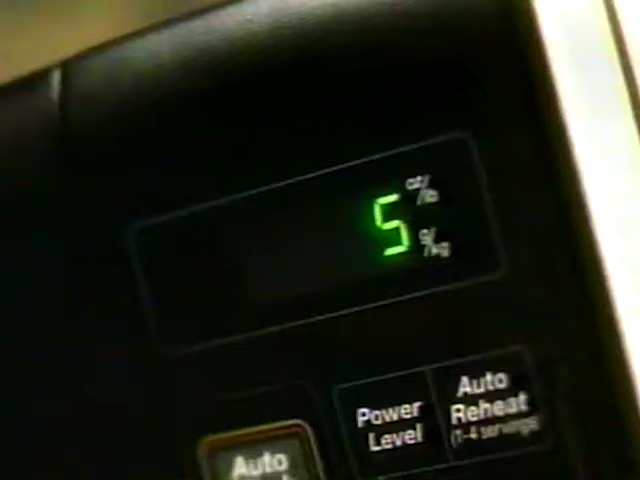 5
oz/lb
g/kg
Power
Level
Auto
Reheat
(1-4 servings)
Auto